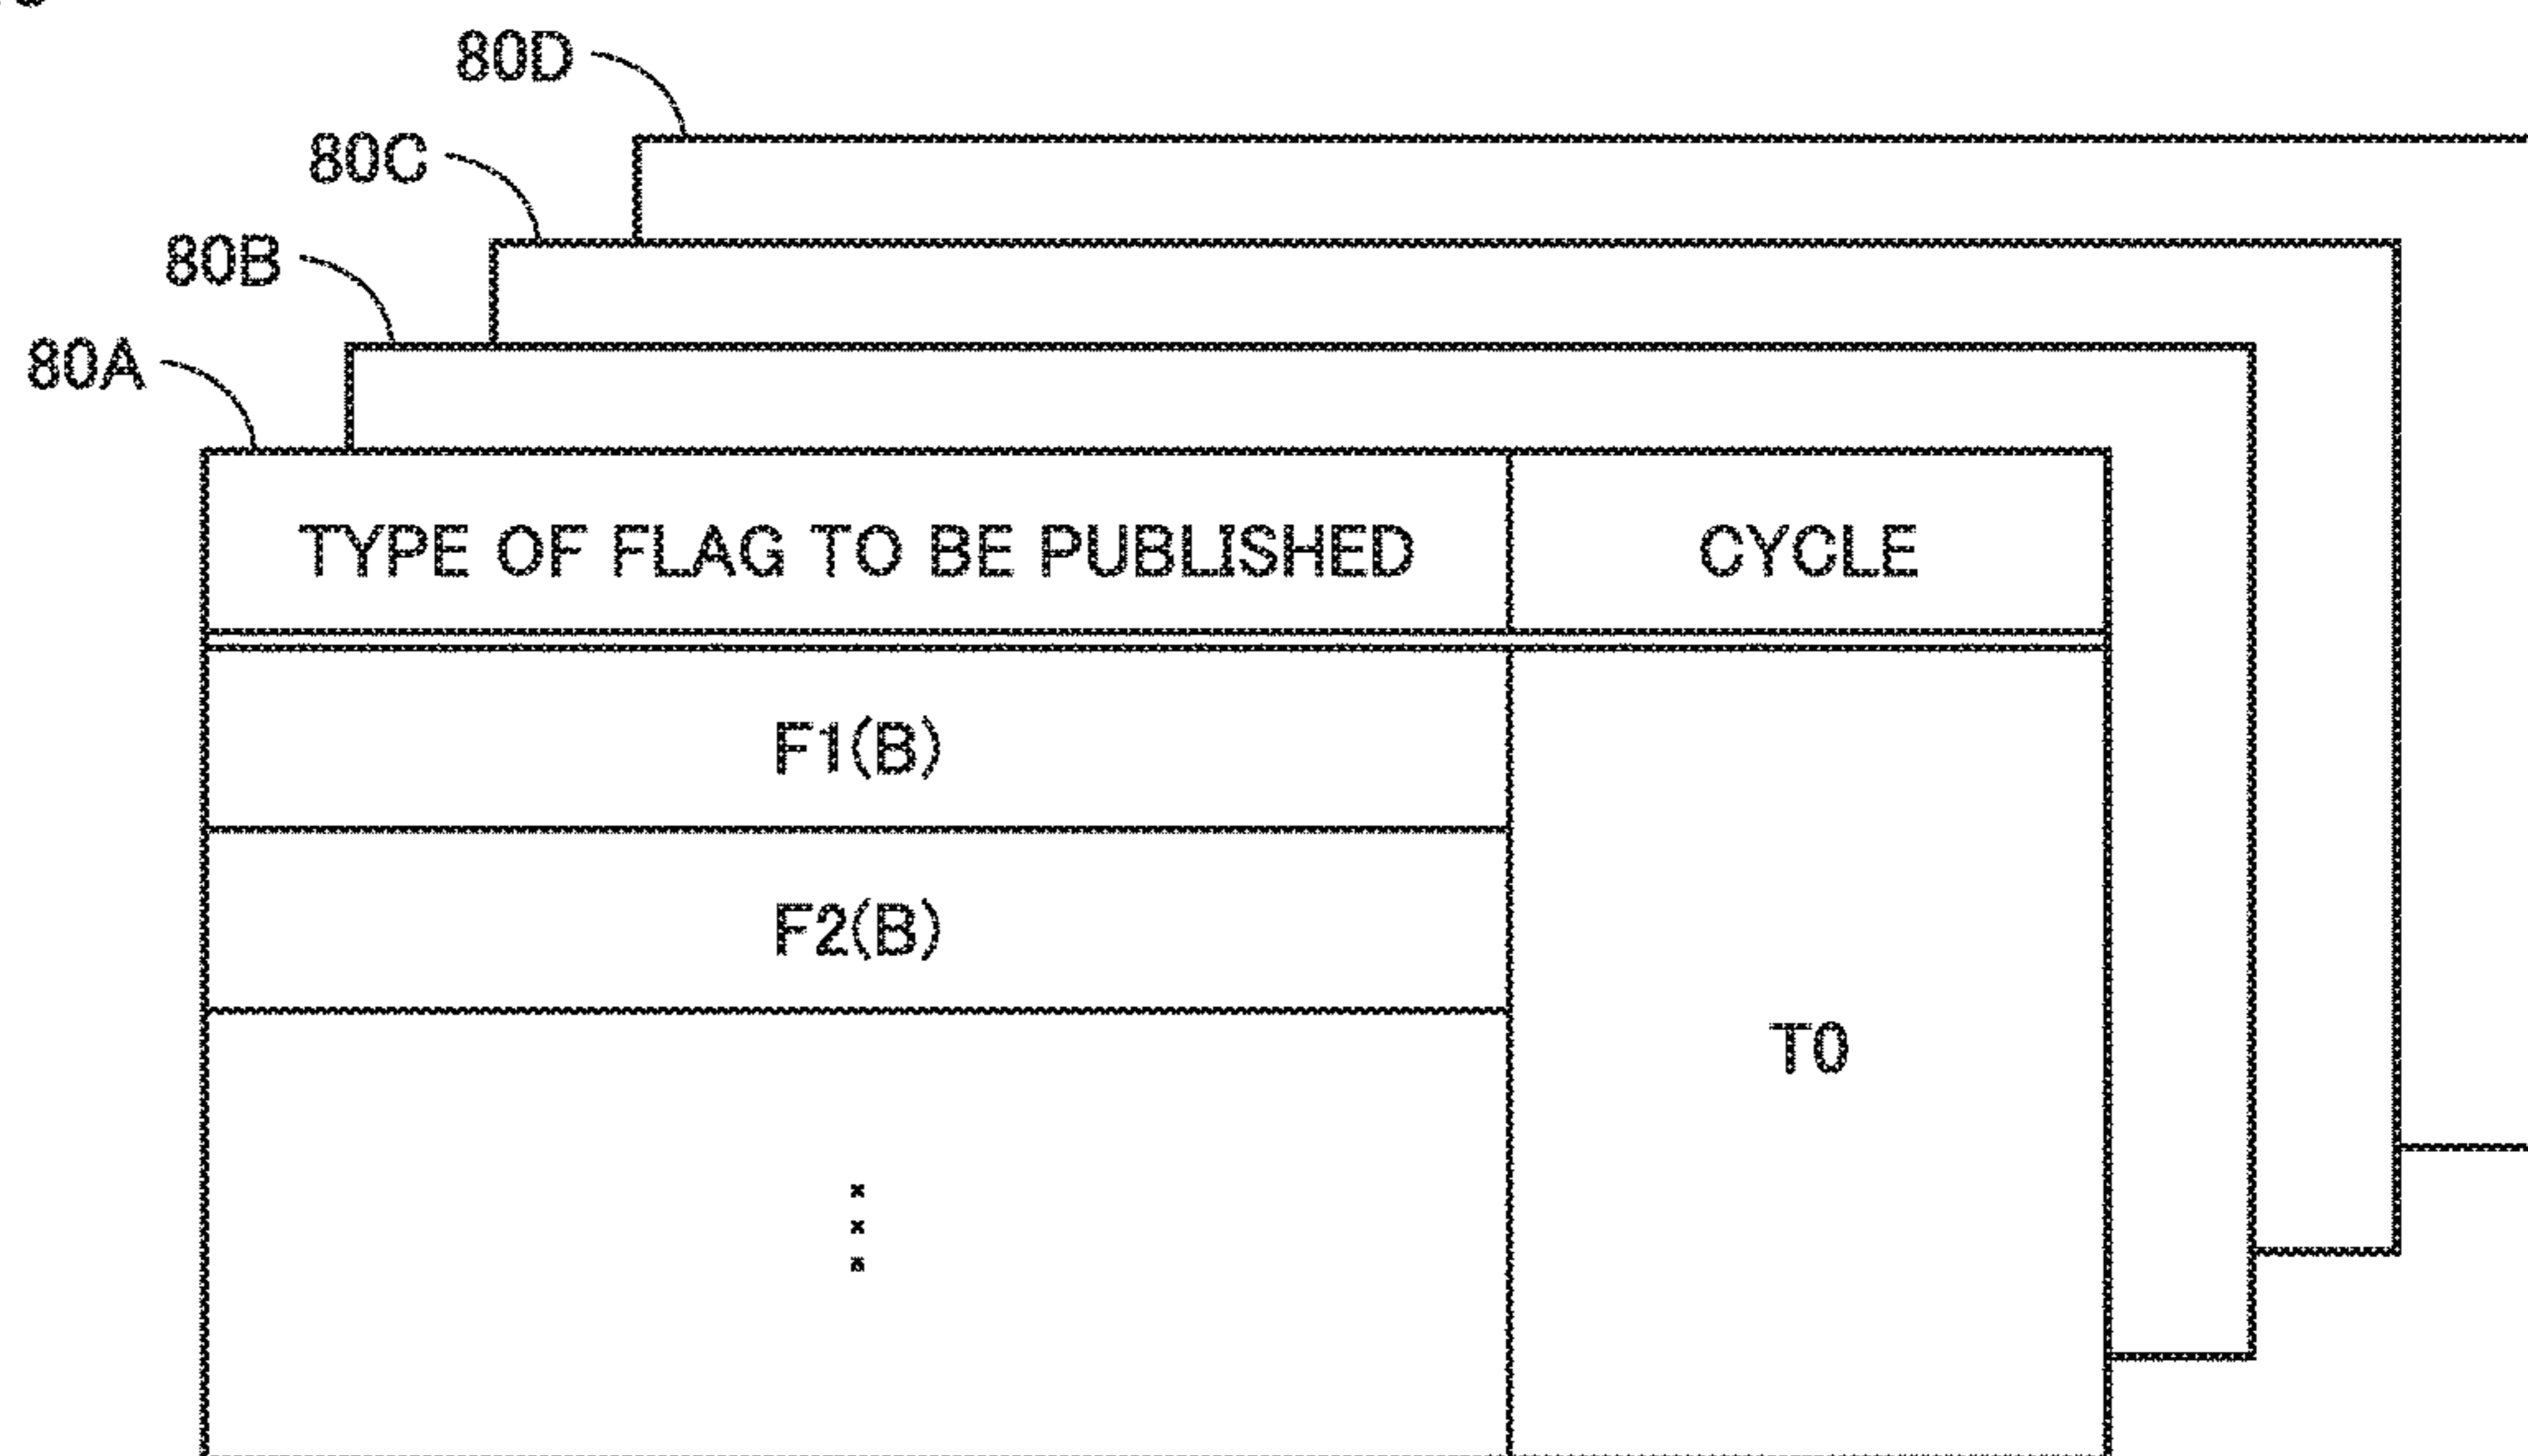 80D
80C
80B
80A
TYPE OF FLAG TO BE PUBLISHED CYCLE
F1(B)
F2(B)
T0